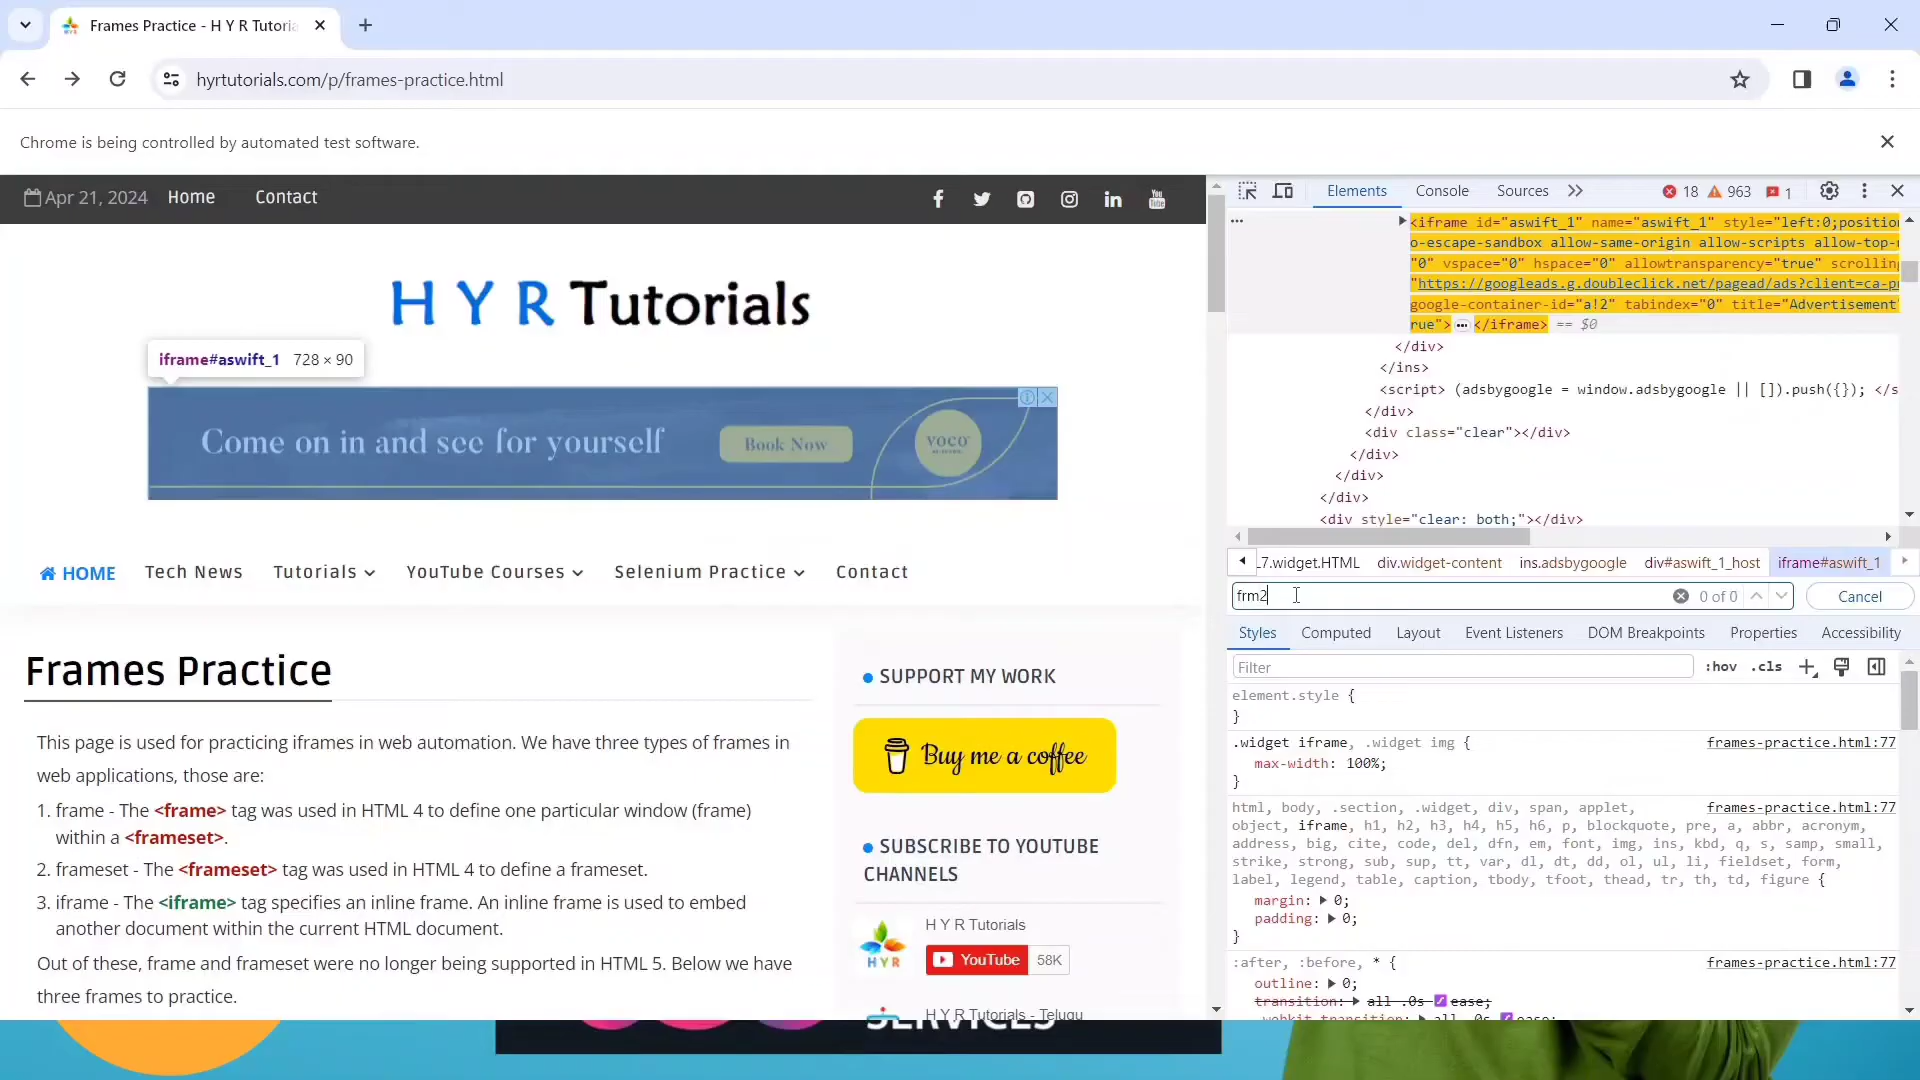 Frames Practice - H Y R Tutoria
hyrtutorials.com/p/frames-practice.html
Chrome is being controlled by automated test software.
Apr 21, 2024 Home Contact
H Y R Tutorials
iframe#aswift_1 728 × 90
Come on in and see for yourself
Book Now
VOCO
HOME Tech News Tutorials YouTube Courses Selenium Practice Contact
Frames Practice
This page is used for practicing iframes in web automation. We have three types of frames in
web applications, those are:
1. frame - The <frame> tag was used in HTML 4 to define one particular window (frame)
within a <frameset>.
2. frameset - The <frameset> tag was used in HTML 4 to define a frameset.
3. iframe - The <iframe> tag specifies an inline frame. An inline frame is used to embed
another document within the current HTML document.
Out of these, frame and frameset were no longer being supported in HTML 5. Below we have
three frames to practice.
SUPPORT MY WORK
Buy me a coffee
SUBSCRIBE TO YOUTUBE
CHANNELS
HYR
H Y R Tutorials
YouTube 58K
H Y R Tutorials - Telugu
SERVICES
Elements Console Sources 18 963 1
<iframe id="aswift_1" name="aswift_1" style="left:0;position
o-escape-sandbox allow-same-origin allow-scripts allow-top-n
"0" vspace="0" hspace="0" allowtransparency="true" scrolling
"https://googleads.g.doubleclick.net/pagead/ads?client=ca-p
google-container-id="a!2" tabindex="0" title="Advertisement"
rue"> … </iframe> == $0
</div>
</ins>
<script> (adsbygoogle = window.adsbygoogle || []).push({}); </s
</div>
<div class="clear"></div>
</div>
</div>
</div>
<div style="clear: both;"></div>
L7.widget.HTML div.widget-content ins.adsbygoogle div#aswift_1_host iframe#aswift_1
frm2 0 of 0 Cancel
Styles Computed Layout Event Listeners DOM Breakpoints Properties Accessibility
Filter :hov .cls
element.style {
}
.widget iframe, .widget img { frames-practice.html:77
max-width: 100%;
}
html, body, .section, .widget, div, span, applet, frames-practice.html:77
object, iframe, h1, h2, h3, h4, h5, h6, p, blockquote, pre, a, abbr, acronym,
address, big, cite, code, del, dfn, em, font, img, ins, kbd, q, s, samp, small,
strike, strong, sub, sup, tt, var, dl, dt, dd, ol, ul, li, fieldset, form,
label, legend, table, caption, tbody, tfoot, thead, tr, th, td, figure {
margin: 0;
padding: 0;
}
:after, :before, * { frames-practice.html:77
outline: 0;
transition: all .0s ease;
-webkit-transition: all .0s ease;